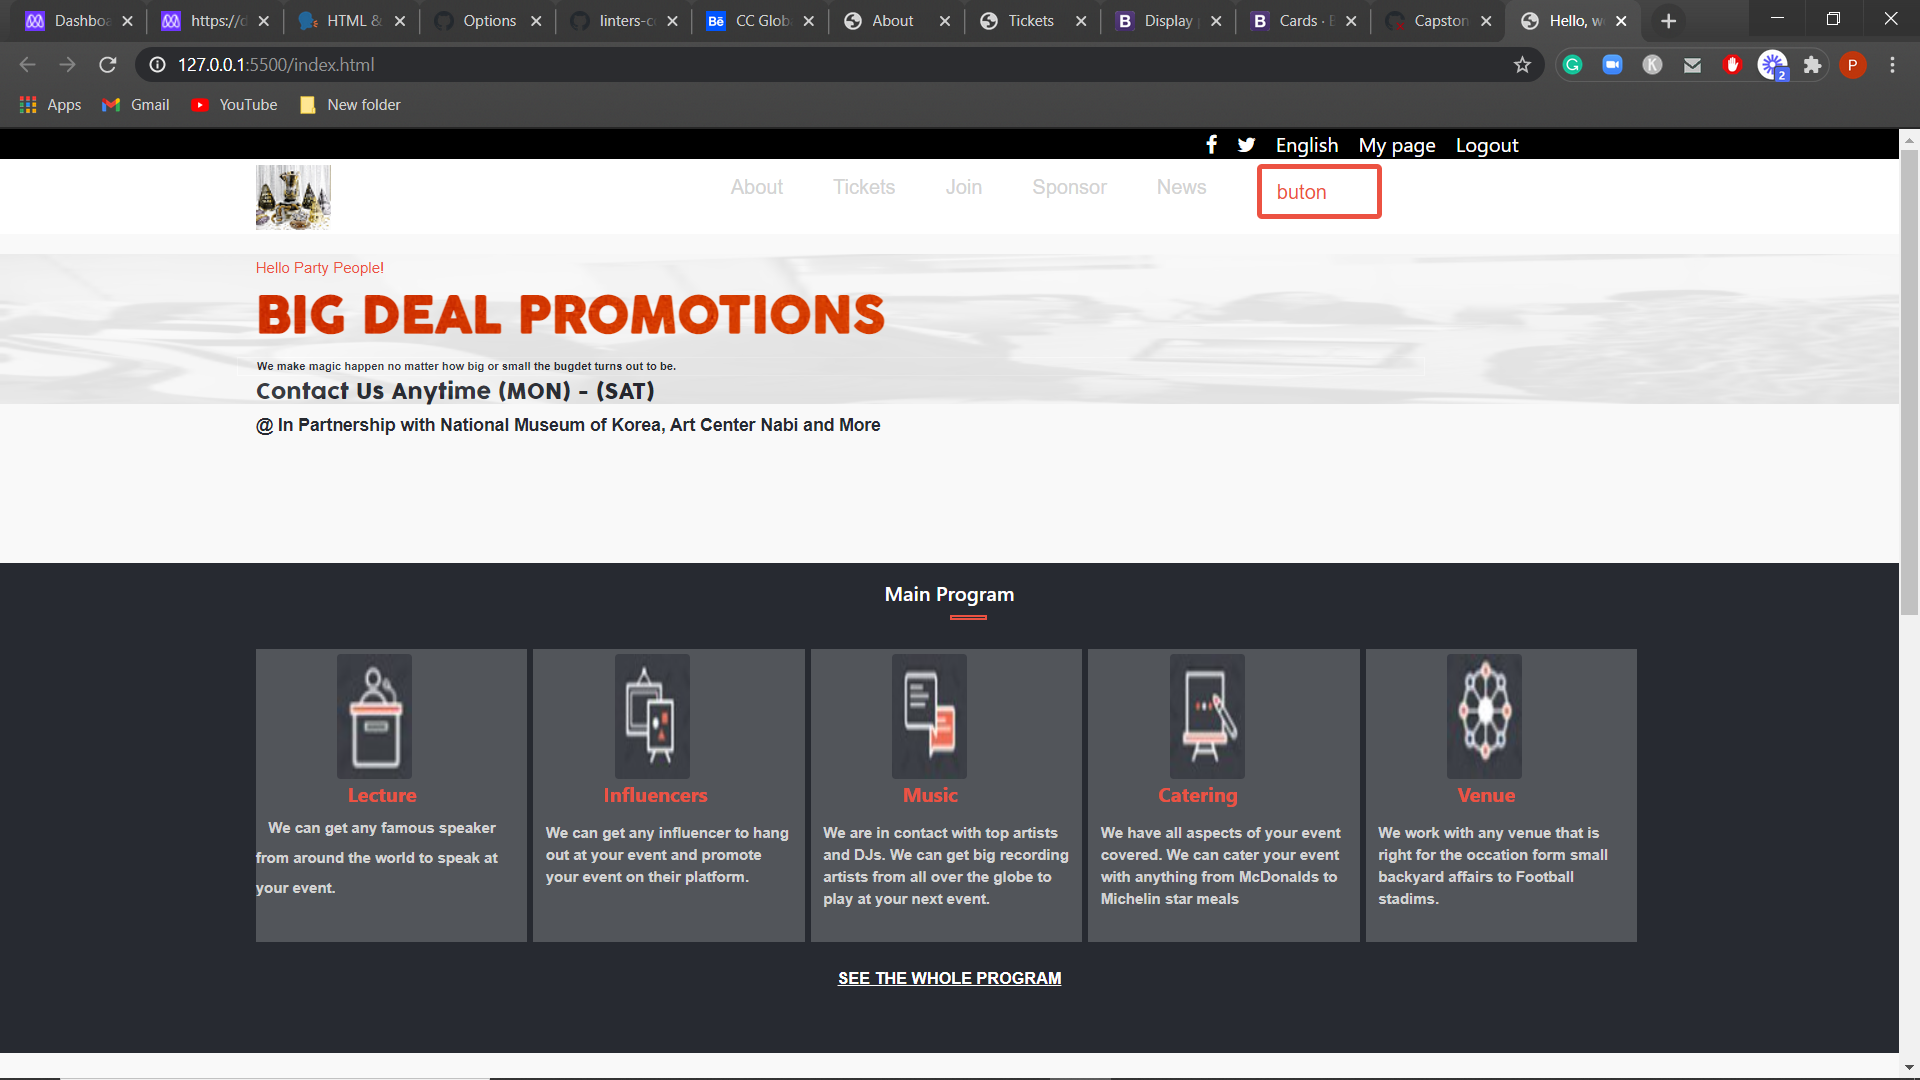 Dashboa
https://d
HTML &
Options
linters-c
CC Glob
About
Tickets
Display
Cards ·
Capston
Hello, w
127.0.0.1:5500/index.html
P
2
Apps Gmail YouTube New folder
English My page Logout
About Tickets Join Sponsor News buton
Hello Party People!
BIG DEAL PROMOTIONS
We make magic happen no matter how big or small the bugdet turns out to be.
Contact Us Anytime (MON) - (SAT)
@ In Partnership with National Museum of Korea, Art Center Nabi and More
Main Program
Lecture
We can get any famous speaker
from around the world to speak at
your event.
Influencers
We can get any influencer to hang
out at your event and promote
your event on their platform.
Music
We are in contact with top artists
and DJs. We can get big recording
artists from all over the globe to
play at your next event.
Catering
We have all aspects of your event
covered. We can cater your event
with anything from McDonalds to
Michelin star meals
Venue
We work with any venue that is
right for the occation form small
backyard affairs to Football
stadims.
SEE THE WHOLE PROGRAM